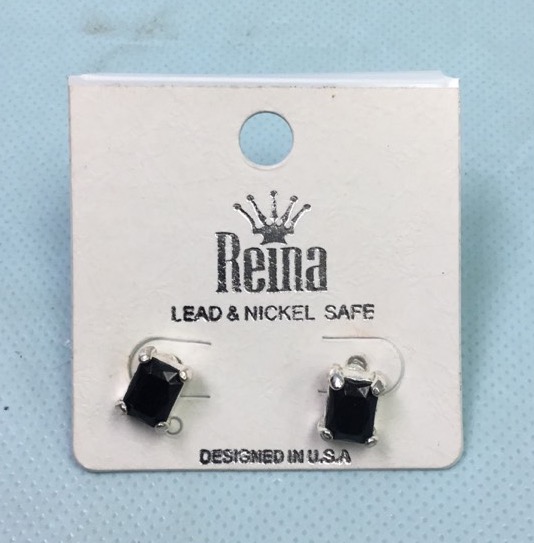 Reina
LEAD & NICKEL SAFE
DESIGNED IN U.S.A